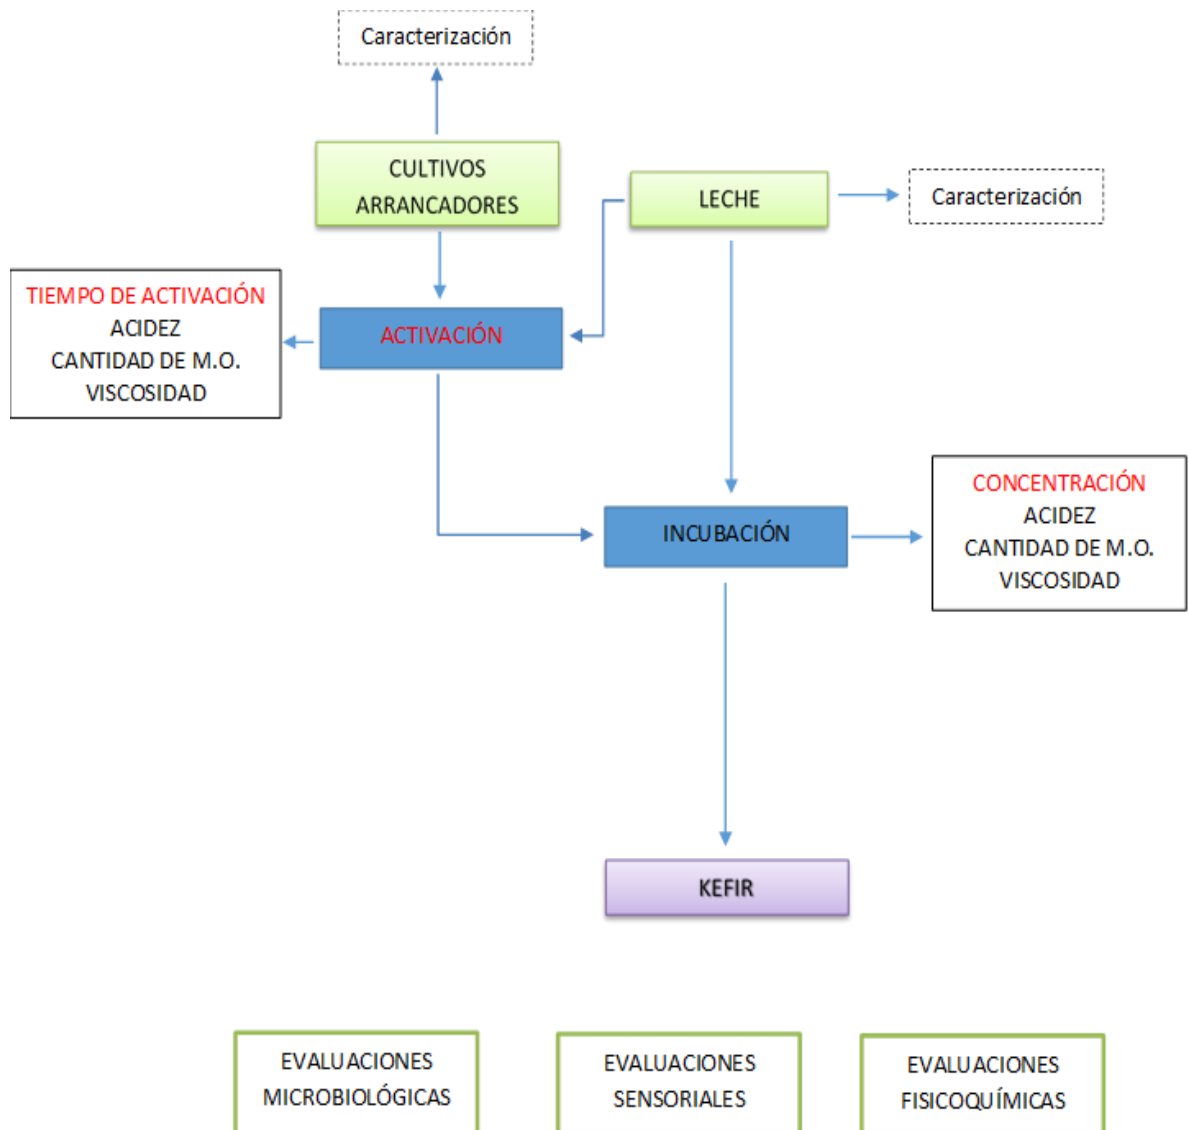 Caracterización
CULTIVOS
ARRANCADORES
LECHE
Caracterización
TIEMPO DE ACTIVACIÓN
ACIDEZ
CANTIDAD DE M.O.
VISCOSIDAD
ACTIVACIÓN
CONCENTRACIÓN
ACIDEZ
CANTIDAD DE M.O.
VISCOSIDAD
INCUBACIÓN
KEFIR
EVALUACIONES
MICROBIOLÓGICAS
EVALUACIONES
SENSORIALES
EVALUACIONES
FISICOQUÍMICAS